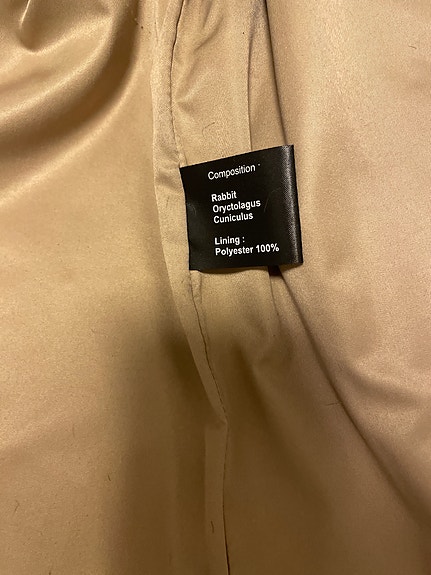 Composition
Rabbit
Oryctolagus
Cuniculus
Lining :
Polyester 100%